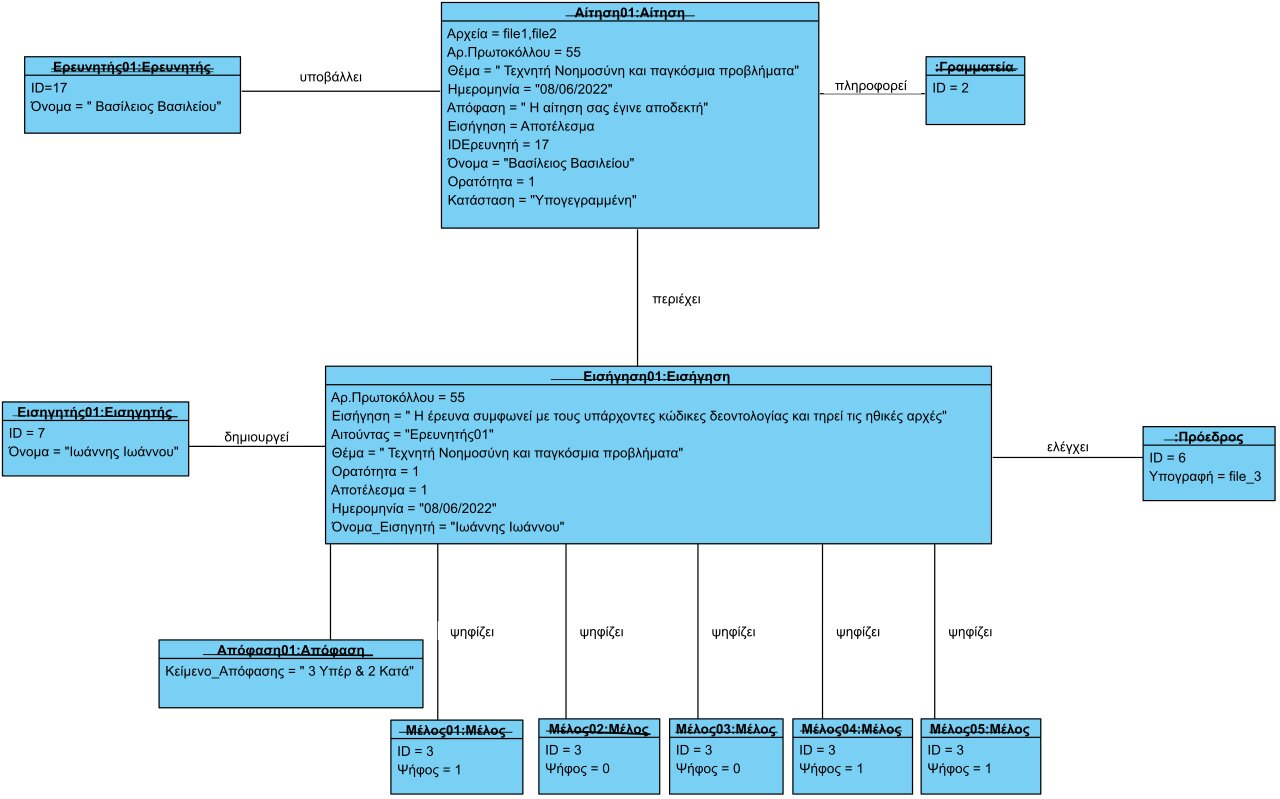 Αίτηση01:Αίτηση
Αρχεία = file1,file2
Αρ.Πρωτοκόλλου = 55
Θέμα = " Τεχνητή Νοημοσύνη και παγκόσμια προβλήματα"
Ημερομηνία = "08/06/2022"
Απόφαση = " Η αίτηση σας έγινε αποδεκτή"
Εισήγηση = Αποτέλεσμα
IDΕρευνητή = 17
Όνομα = "Βασίλειος Βασιλείου"
Ορατότητα = 1
Κατάσταση = "Υπογεγραμμένη"
Ερευνητής01:Ερευνητής
ID=17
Όνομα = " Βασίλειος Βασιλείου"
υποβάλλει
πληροφορεί
:Γραμματεία
ID = 2
περιέχει
Εισήγηση01:Εισήγηση
Αρ.Πρωτοκόλλου = 55
Εισήγηση = " Η έρευνα συμφωνεί με τους υπάρχοντες κώδικες δεοντολογίας και τηρεί τις ηθικές αρχές"
Αιτούντας = "Ερευνητής01"
Θέμα = " Τεχνητή Νοημοσύνη και παγκόσμια προβλήματα"
Ορατότητα = 1
Αποτέλεσμα = 1
Ημερομηνία = "08/06/2022"
Όνομα_Εισηγητή = "Ιωάννης Ιωάννου"
Εισηγητής01:Εισηγητής
ID = 7
Όνομα = "Ιωάννης Ιωάννου"
δημιουργεί
ελέγχει
:Πρόεδρος
ID = 6
Υπογραφή = file_3
ψηφίζει
ψηφίζει
ψηφίζει
ψηφίζει
ψηφίζει
Απόφαση01:Απόφαση
Κείμενο_Απόφασης = " 3 Υπέρ & 2 Κατά"
Μέλος01:Μέλος
ID = 3
Ψήφος = 1
Μέλος02:Μέλος
ID = 3
Ψήφος = 0
Μέλος03:Μέλος
ID = 3
Ψήφος = 0
Μέλος04:Μέλος
ID = 3
Ψήφος = 1
Μέλος05:Μέλος
ID = 3
Ψήφος = 1